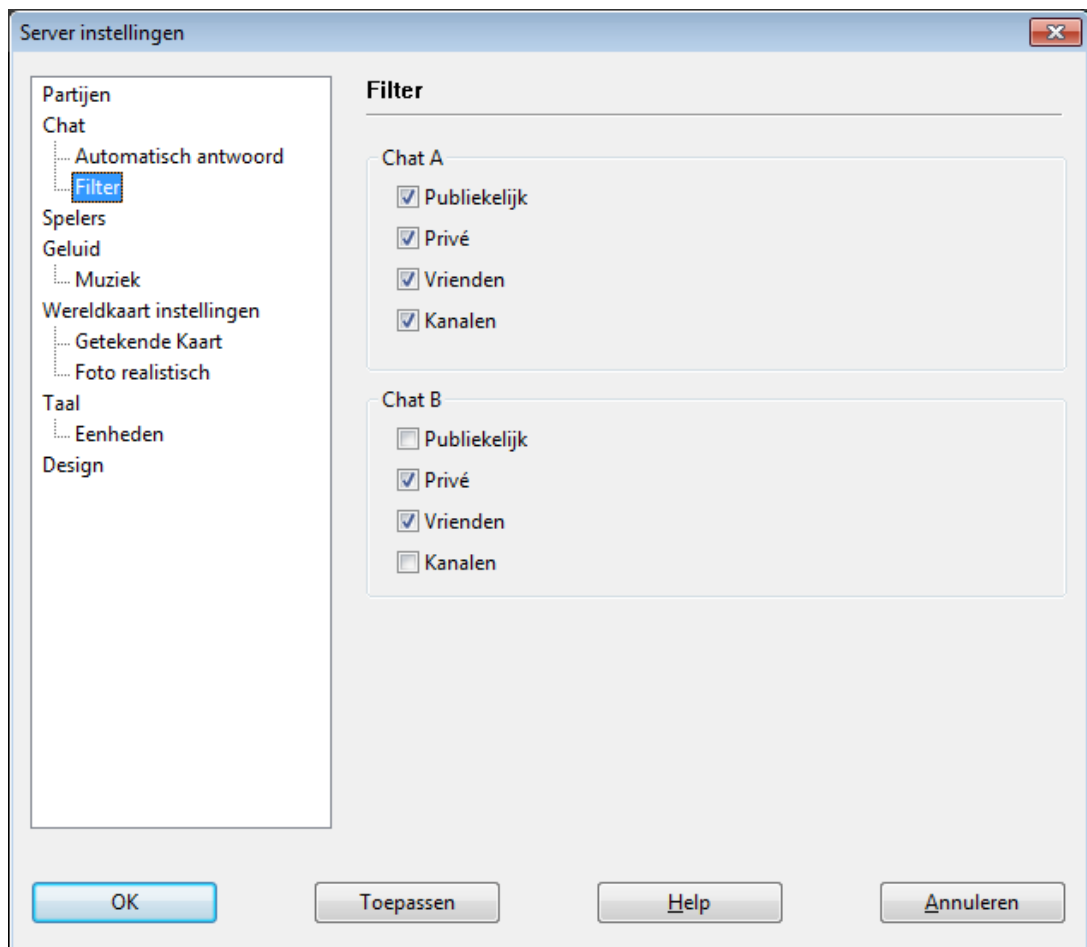 Server instellingen
Partijen
Chat
Automatisch antwoord
Filter
Spelers
Geluid
Muziek
Wereldkaart instellingen
Getekende Kaart
Foto realistisch
Taal
Eenheden
Design
Filter
Chat A
Publiekelijk
Privé
Vrienden
Kanalen
Chat B
Publiekelijk
Privé
Vrienden
Kanalen
OK
Toepassen
Help
Annuleren